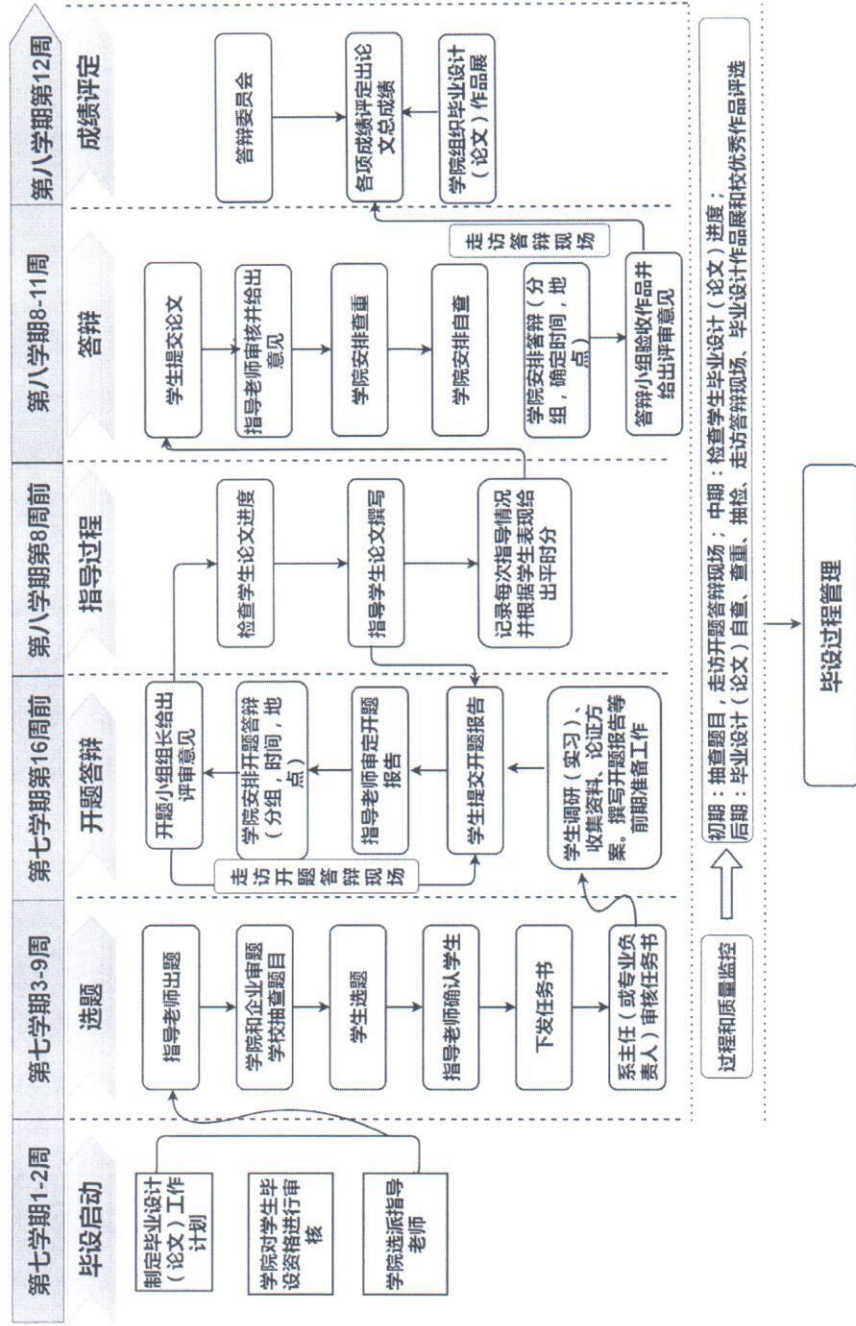 第七学期1-2周
第七学期3-9周
第七学期第16周前
第八学期第8周前
第八学期8-11周
第八学期第12周
毕设启动
选题
开题答辩
指导过程
答辩
成绩评定
制定毕业设计
（论文）工作
计划
学院对学生毕
设资格进行审
核
学院选派指导
老师
指导老师出题
学院和企业审题
学校抽查题目
学生选题
指导老师确认学生
下发任务书
系主任（或专业负
责人）审核任务书
开题小组组长给出
评审意见
学院安排开题答辩
（分组，时间，地
点）
指导老师审定开题
报告
学生提交开题报告
学生调研（实习）、
收集资料、论证方
案。撰写开题报告等
前期准备工作
走访开题答辩现场
检查学生论文进度
指导学生论文撰写
记录每次指导情况
并根据学生表现给
出平时分
学生提交论文
指导老师审核并给出
意见
学院安排查重
学院安排自查
学院安排答辩（分
组，确定时间，地
点）
答辩小组验收作品并
给出评审意见
走访答辩现场
答辩委员会
各项成绩评定出论
文总成绩
学院组织毕业设计
（论文）作品展
过程和质量监控
初期：抽查题目，走访开题答辩现场；中期：检查学生毕业设计（论文）进度；
后期：毕业设计（论文）自查、查重、抽检、走访答辩现场、毕业设计作品展和校优秀作品评选
毕设过程管理